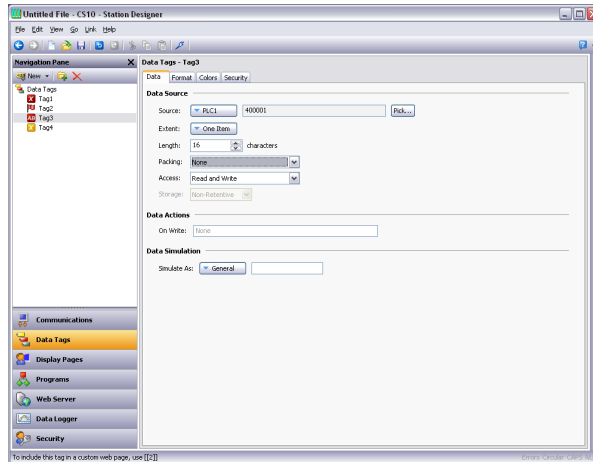 Untitled File - CS10 - Station Designer
File Edit View Go Link Help
Navigation Pane
New
Data Tags
Tag1
Tag2
Tag3
Tag4
Communications
Data Tags
Display Pages
Programs
Web Server
Data Logger
Security
Data Tags - Tag3
Data Format Colors Security
Data Source
Source: PLC1 400001 Pick...
Extent: One Item
Length: 16 characters
Packing: None
Access: Read and Write
Storage: Non-Retentive
Data Actions
On Write: None
Data Simulation
Simulate As: General
To include this tag in a custom web page, use [[2]]
Errors Circular CAPS